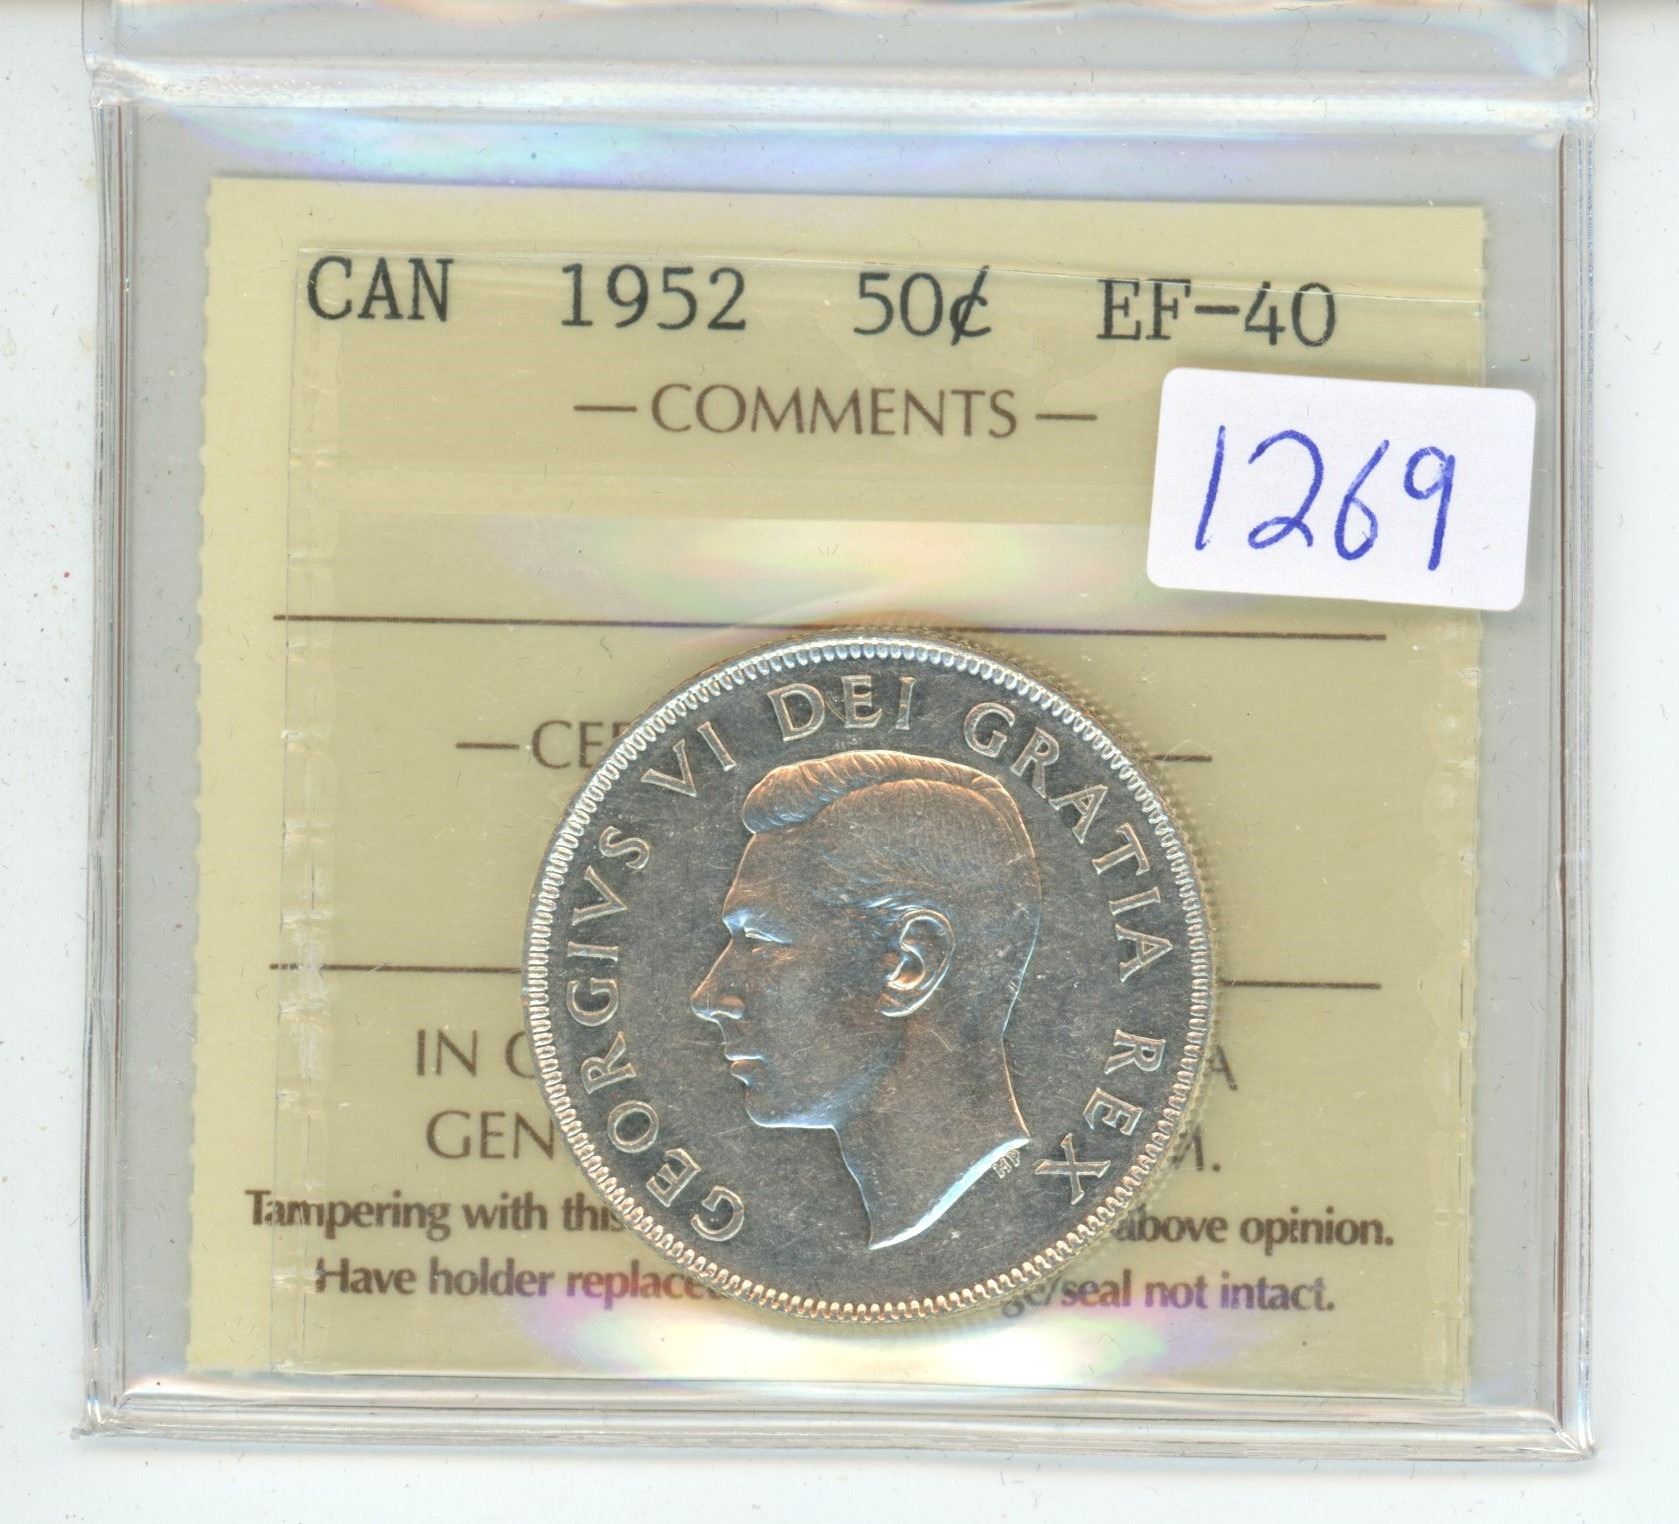 CAN 1952 50¢ EF-40
— COMMENTS —
1269
GEORGIVS VI DEI GRATIA REX
HP
IN
GEN
Tampering with this above opinion.
Have holder replaced /seal not intact.